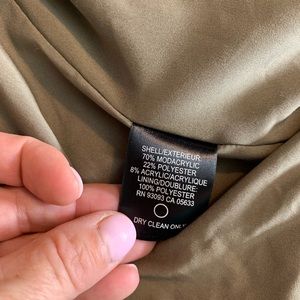 SHELL/EXTERIEUR:
70% MODACRYLIC
22% POLYESTER
8% ACRYLIC/ACRYLIQUE
LINING/DOUBLURE:
100% POLYESTER
RN 93093 CA 05633
DRY CLEAN ONLY